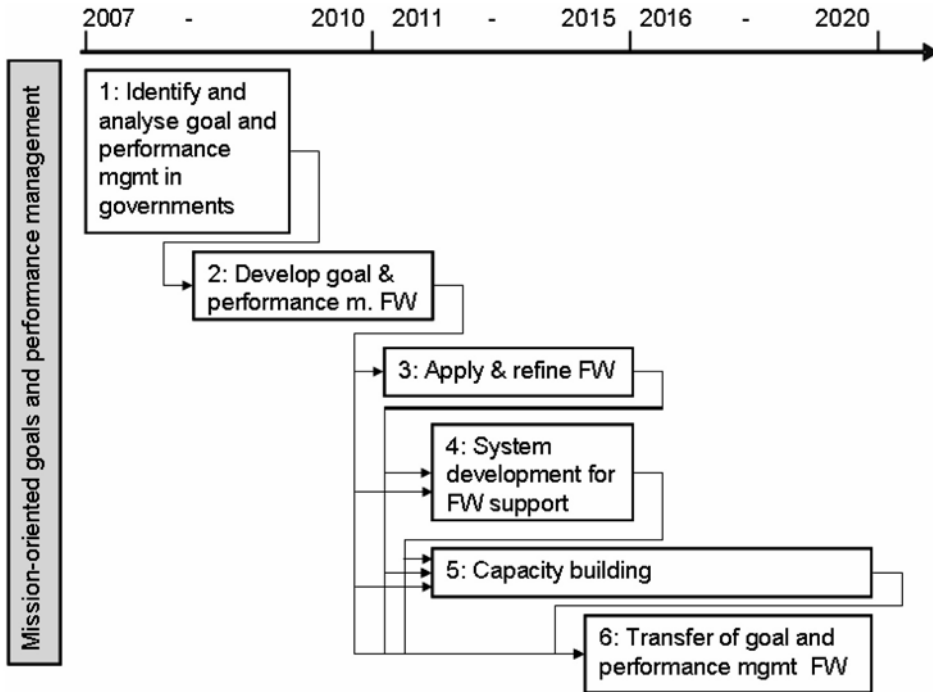 2007 - 2010 2011 - 2015 2016 - 2020
Mission-oriented goals and performance management
1: Identify and
analyse goal and
performance
mgmt in
governments
2: Develop goal &
performance m. FW
3: Apply & refine FW
4: System
development for
FW support
5: Capacity building
6: Transfer of goal and
performance mgmt FW